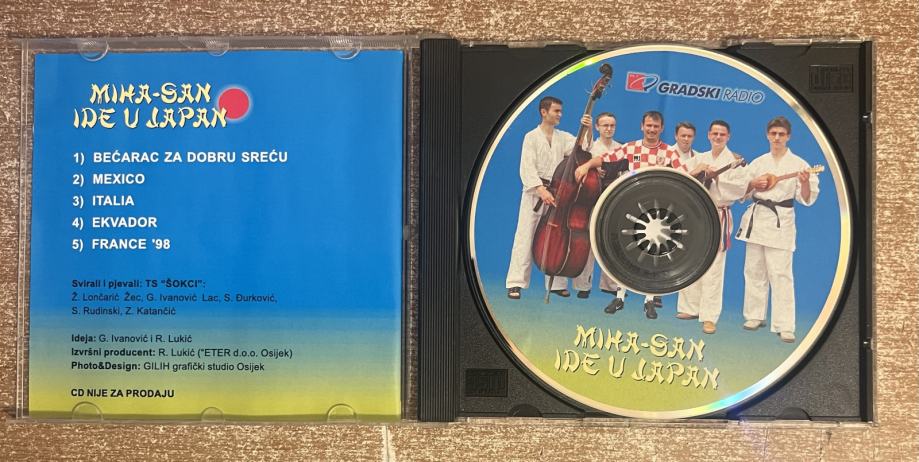 MIHA-SAN
IDE U JAPAN
1) BEĆARAC ZA DOBRU SREĆU
2) MEXICO
3) ITALIA
4) EKVADOR
5) FRANCE '98
Svirali i pjevali: TS "ŠOKCI":
Ž. Lončarić Žec, G. Ivanović Lac, S. Đurković,
S. Rudinski, Z. Katančić
Ideja: G. Ivanović i R. Lukić
Izvršni producent: R. Lukić ("ETER d.o.o. Osijek)
Photo&Design: GILIH grafički studio Osijek
CD NIJE ZA PRODAJU
GRADSKI RADIO
MIHA-SAN
IDE U JAPAN